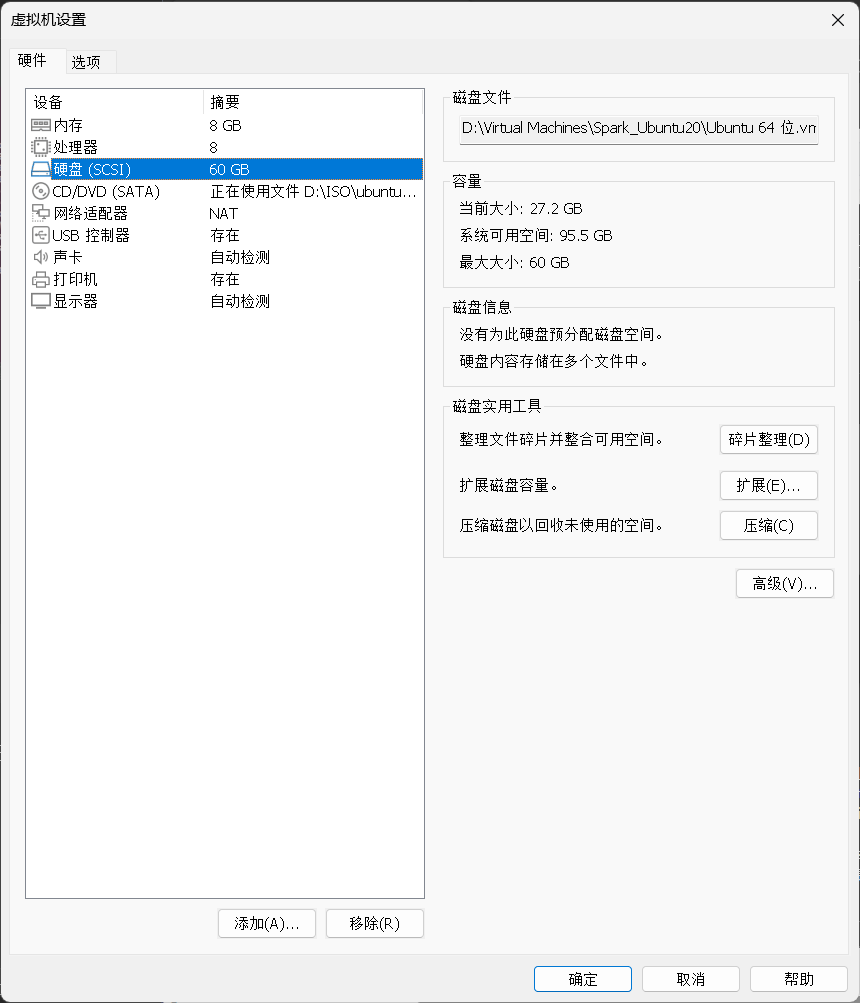 虚拟机设置
硬件
选项
设备 摘要
内存 8 GB
处理器 8
硬盘 (SCSI) 60 GB
CD/DVD (SATA) 正在使用文件 D:\ISO\ubuntu...
网络适配器 NAT
USB 控制器 存在
声卡 自动检测
打印机 存在
显示器 自动检测
添加(A)...
移除(R)
磁盘文件
D:\Virtual Machines\Spark_Ubuntu20\Ubuntu 64 位.vm
容量
当前大小: 27.2 GB
系统可用空间: 95.5 GB
最大大小: 60 GB
磁盘信息
没有为此硬盘预分配磁盘空间。
硬盘内容存储在多个文件中。
磁盘实用工具
整理文件碎片并整合可用空间。 碎片整理(D)
扩展磁盘容量。 扩展(E)...
压缩磁盘以回收未使用的空间。 压缩(C)
高级(V)...
确定
取消
帮助